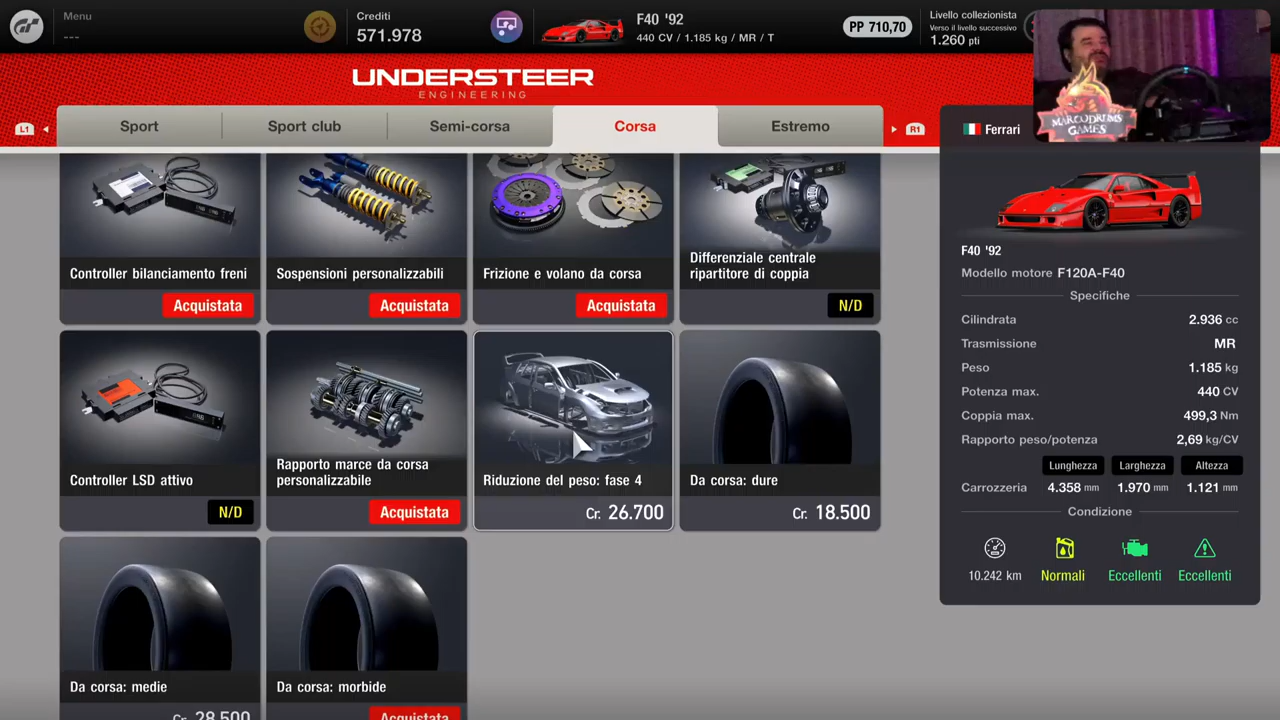 Menu
---
Crediti
571.978
F40 '92
440 CV / 1.185 kg / MR / T
PP 710,70
Livello collezionista
Verso il livello successivo
1.260 pti
MARCODRUMS
GAMES
UNDERSTEER
ENGINEERING
L1
Sport
Sport club
Semi-corsa
Corsa
Estremo
R1
Controller bilanciamento freni
Acquistata
Sospensioni personalizzabili
Acquistata
Frizione e volano da corsa
Acquistata
Differenziale centrale
ripartitore di coppia
N/D
Controller LSD attivo
N/D
Rapporto marce da corsa
personalizzabile
Acquistata
Riduzione del peso: fase 4
Cr. 26.700
Da corsa: dure
Cr. 18.500
Da corsa: medie
Cr. 28.500
Da corsa: morbide
Acquistata
Ferrari
F40 '92
Modello motore F120A-F40
Specifiche
Cilindrata 2.936 cc
Trasmissione MR
Peso 1.185 kg
Potenza max. 440 CV
Coppia max. 499,3 Nm
Rapporto peso/potenza 2,69 kg/CV
Lunghezza Larghezza Altezza
Carrozzeria 4.358 mm 1.970 mm 1.121 mm
Condizione
10.242 km Normali Eccellenti Eccellenti